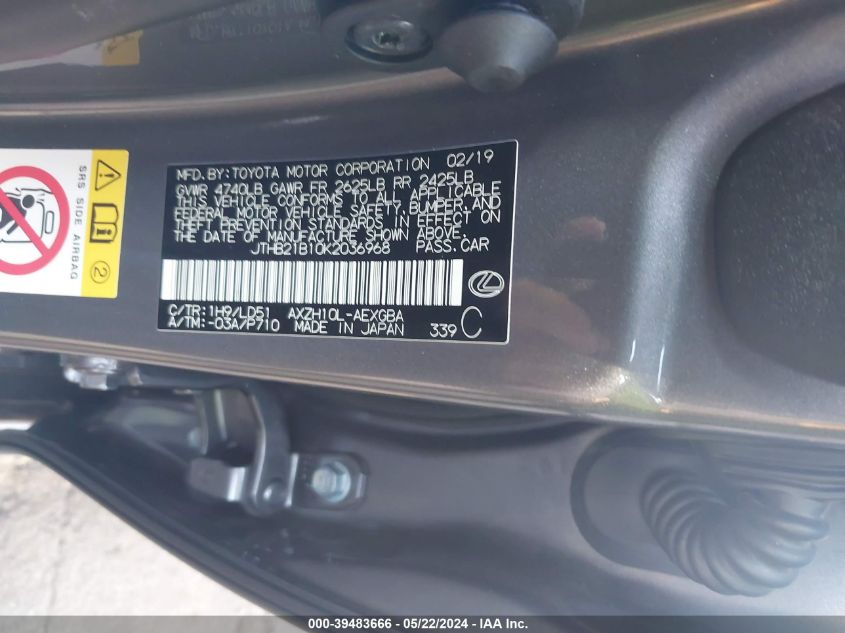 MFD.BY:TOYOTA MOTOR CORPORATION 02/19
GVWR 4740LB GAWR FR 2625LB RR 2425LB
THIS VEHICLE CONFORMS TO ALL APPLICABLE
FEDERAL MOTOR VEHICLE SAFETY,BUMPER,AND
THEFT PREVENTION STANDARDS IN EFFECT ON
THE DATE OF MANUFACTURE SHOWN ABOVE.
JTHB21B10K2036968 PASS.CAR
C/TR:1H9/LD51 AXZH10L-AEXGBA
A/TM:-03A/P710 MADE IN JAPAN 339 C
SRS SIDE AIRBAG
2
000-39483666 - 05/22/2024 - IAA Inc.